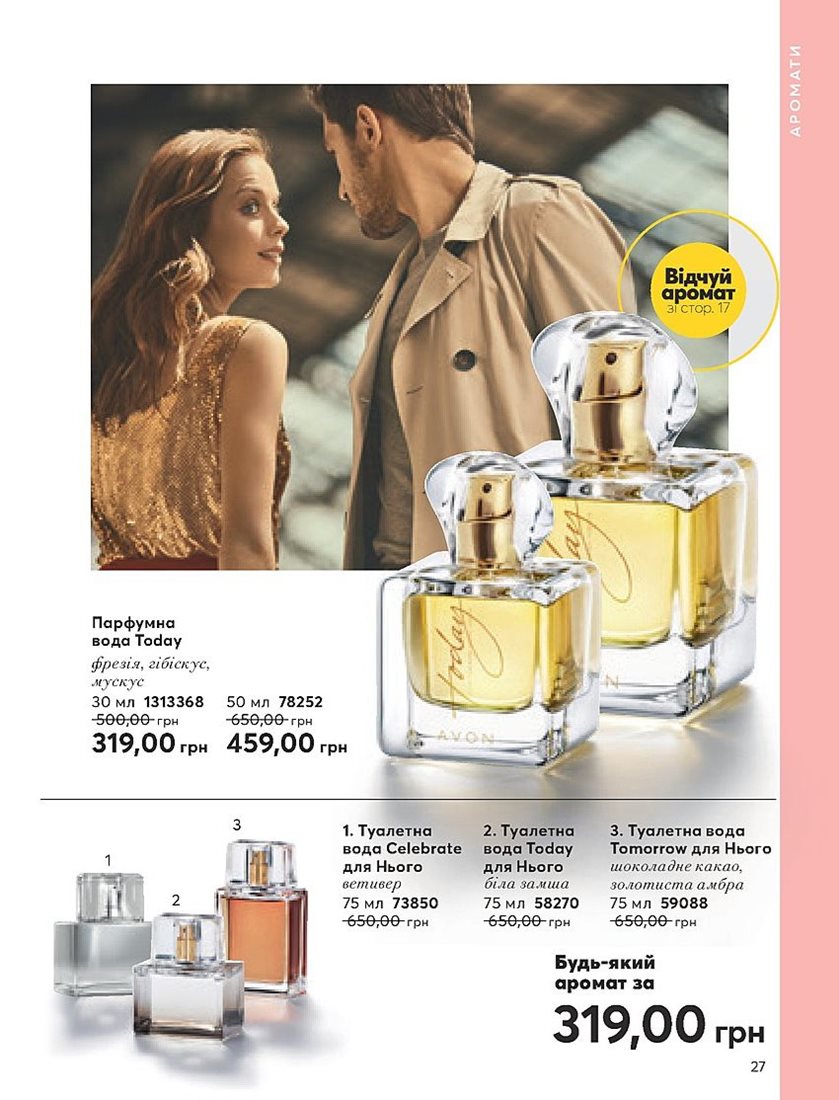 АРОМАТИ
Відчуй
аромат
зі стор. 17
today
today
AVON
Парфумна
вода Today
фрезія, гібіскус,
мускус
30 мл 1313368 50 мл 78252
500,00 грн 650,00 грн
319,00 грн 459,00 грн
1
2
3
1. Туалетна
вода Celebrate
для Нього
ветивер
75 мл 73850
650,00 грн
2. Туалетна
вода Today
для Нього
біла замша
75 мл 58270
650,00 грн
3. Туалетна вода
Tomorrow для Нього
шоколадне какао,
золотиста амбра
75 мл 59088
650,00 грн
Будь-який
аромат за
319,00 грн
27